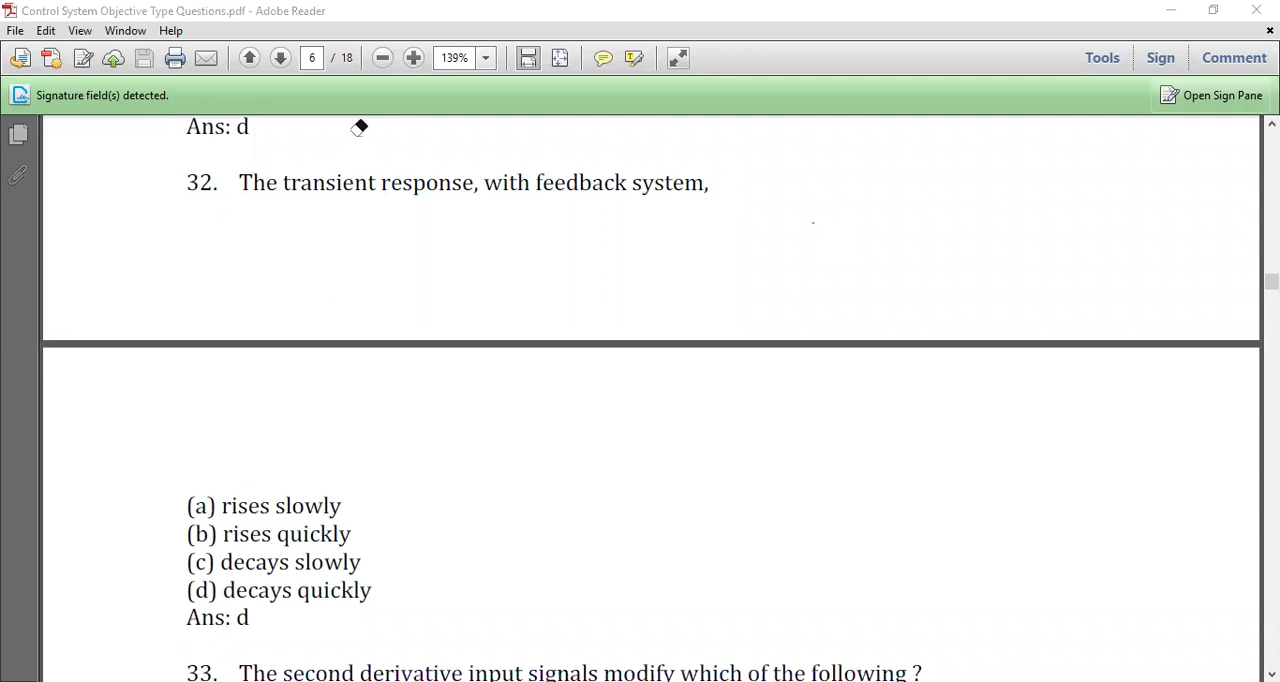 Control System Objective Type Questions.pdf - Adobe Reader
File Edit View Window Help
6 / 18 139% Tools Sign Comment
Signature field(s) detected. Open Sign Pane
Ans: d
32. The transient response, with feedback system,
(a) rises slowly
(b) rises quickly
(c) decays slowly
(d) decays quickly
Ans: d
33. The second derivative input signals modify which of the following ?